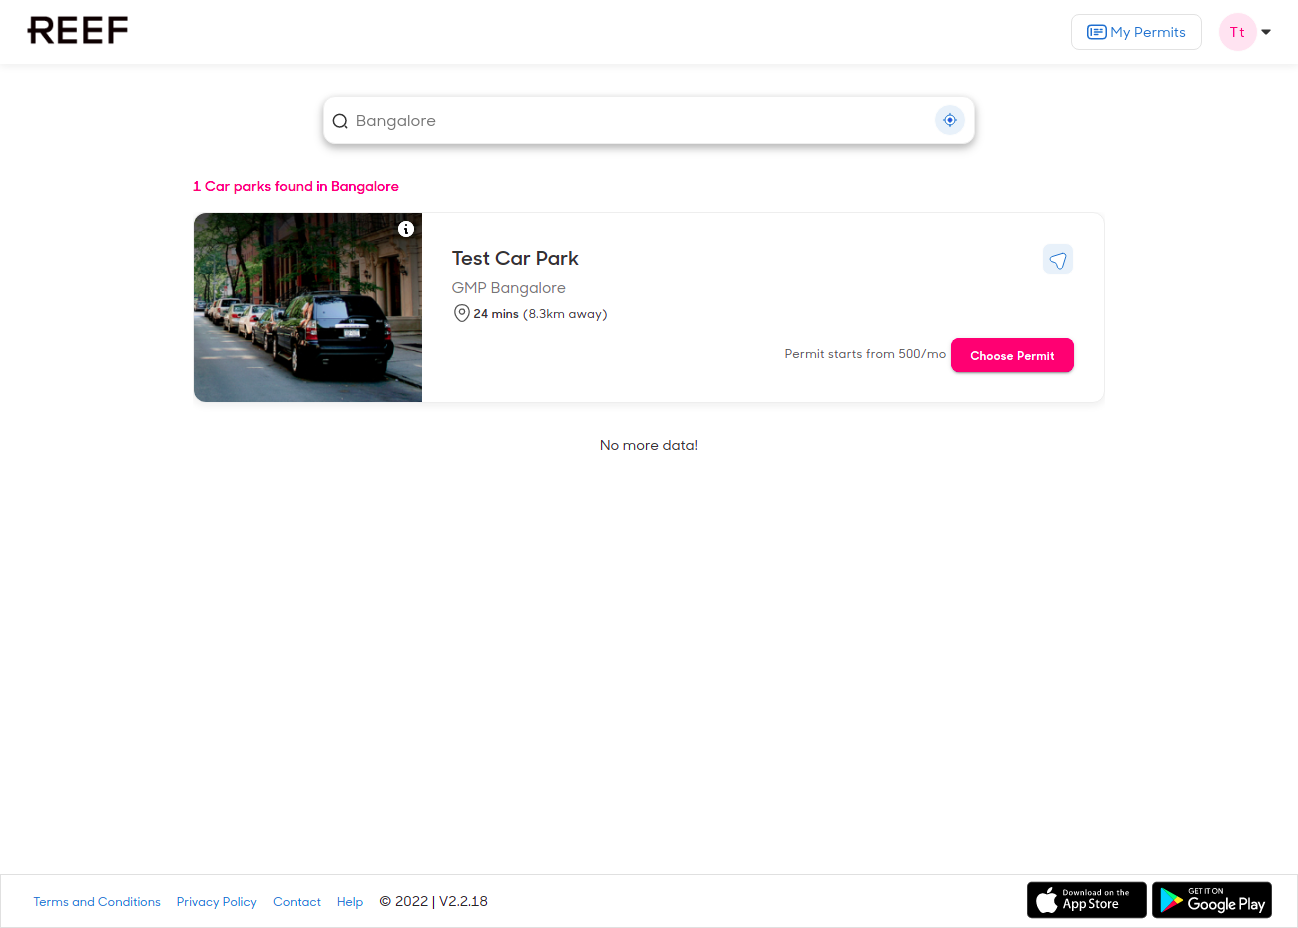 REEF
My Permits
Tt
Bangalore
1 Car parks found in Bangalore
Test Car Park
GMP Bangalore
24 mins (8.3km away)
Permit starts from 500/mo
Choose Permit
No more data!
Terms and Conditions Privacy Policy Contact Help © 2022 | V2.2.18
Download on the
App Store
GET IT ON
Google Play